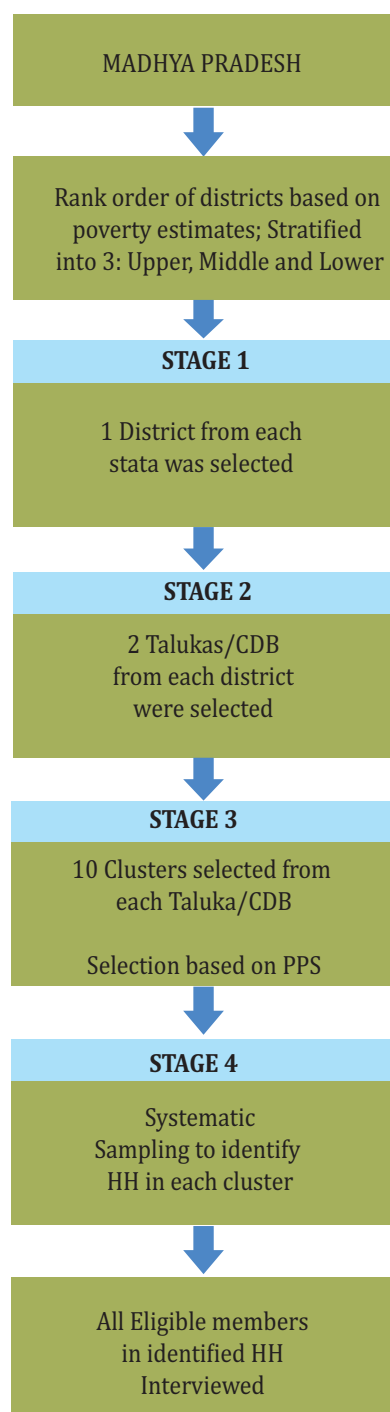 MADHYA PRADESH
Rank order of districts based on
poverty estimates; Stratified
into 3: Upper, Middle and Lower
STAGE 1
1 District from each
stata was selected
STAGE 2
2 Talukas/CDB
from each district
were selected
STAGE 3
10 Clusters selected from
each Taluka/CDB
Selection based on PPS
STAGE 4
Systematic
Sampling to identify
HH in each cluster
All Eligible members
in identified HH
Interviewed